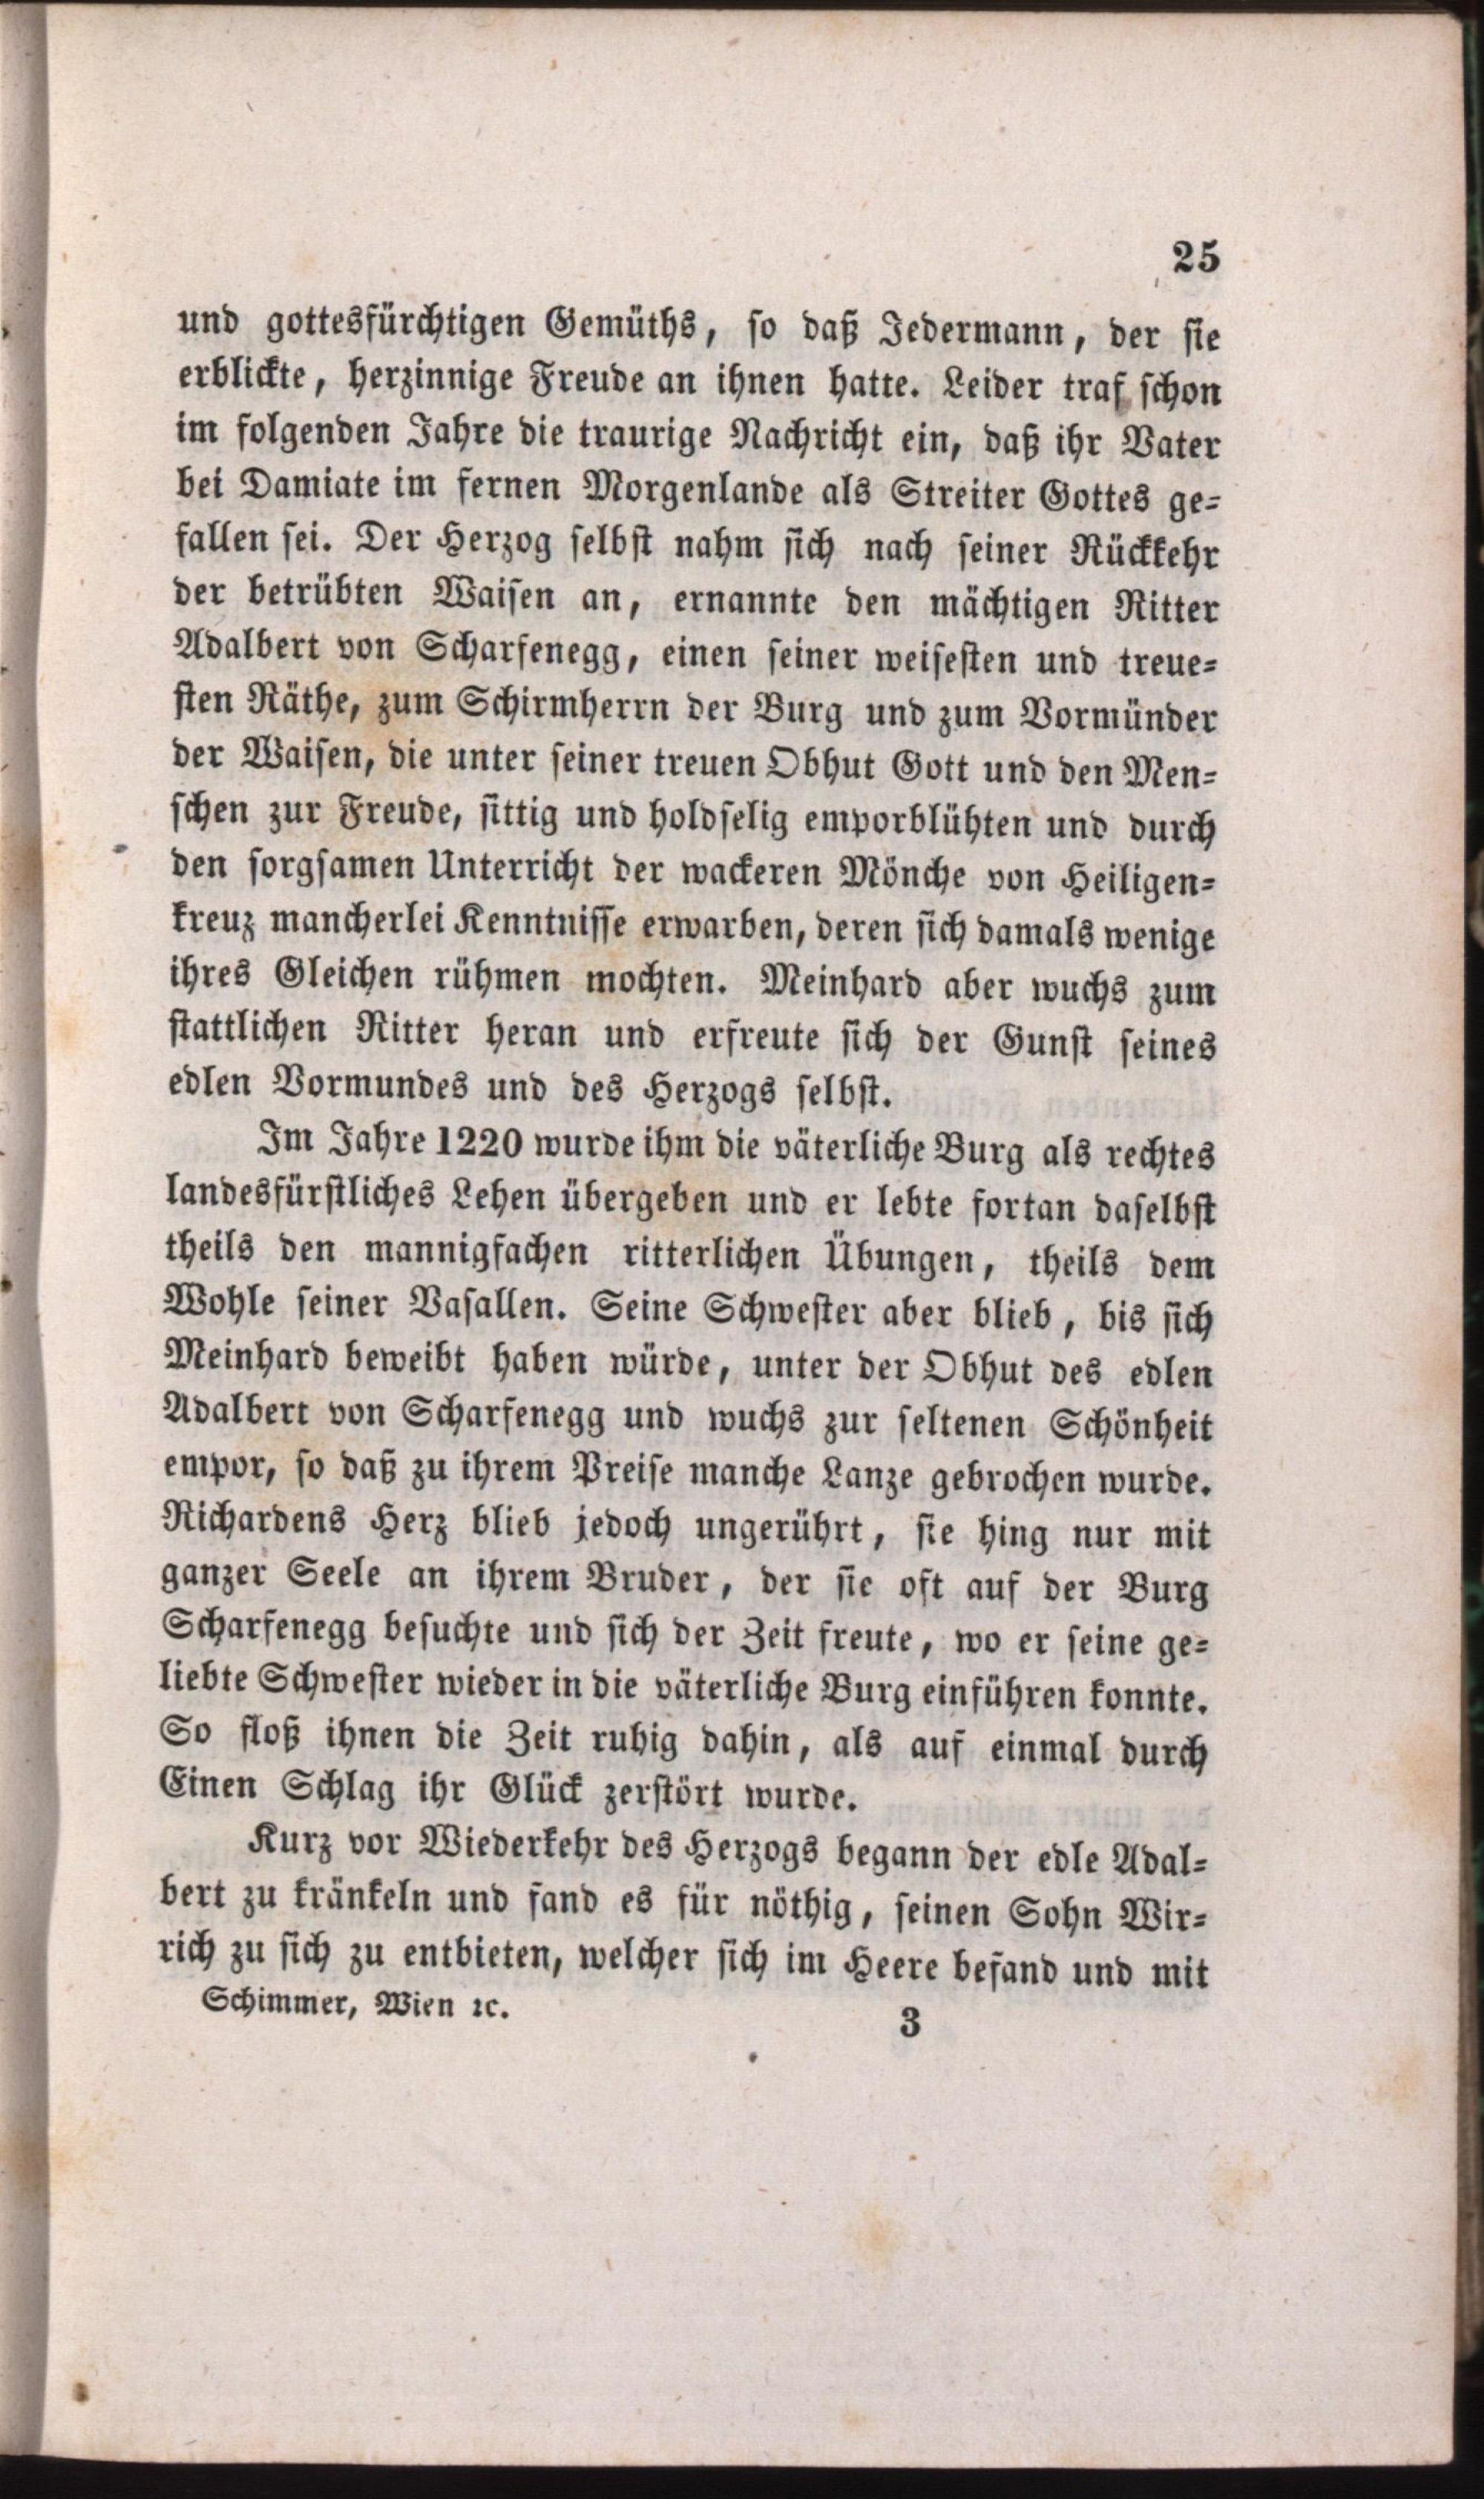 25
und gottesfürchtigen Gemüths, so daß Jedermann, der sie
erblickte, herzinnige Freude an ihnen hatte. Leider traf schon
im folgenden Jahre die traurige Nachricht ein, daß ihr Vater
bei Damiate im fernen Morgenlande als Streiter Gottes ge-
fallen sei. Der Herzog selbst nahm sich nach seiner Rückkehr
der betrübten Waisen an, ernannte den mächtigen Ritter
Adalbert von Scharfenegg, einen seiner weisesten und treue-
sten Räthe, zum Schirmherrn der Burg und zum Vormünder
der Waisen, die unter seiner treuen Obhut Gott und den Men-
schen zur Freude, sittig und holdselig emporblühten und durch
den sorgsamen Unterricht der wackeren Mönche von Heiligen-
kreuz mancherlei Kenntnisse erwarben, deren sich damals wenige
ihres Gleichen rühmen mochten. Meinhard aber wuchs zum
stattlichen Ritter heran und erfreute sich der Gunst seines
edlen Vormundes und des Herzogs selbst.
Im Jahre 1220 wurde ihm die väterliche Burg als rechtes
landesfürstliches Lehen übergeben und er lebte fortan daselbst
theils den mannigfachen ritterlichen Übungen, theils dem
Wohle seiner Vasallen. Seine Schwester aber blieb, bis sich
Meinhard beweibt haben würde, unter der Obhut des edlen
Adalbert von Scharfenegg und wuchs zur seltenen Schönheit
empor, so daß zu ihrem Preise manche Lanze gebrochen wurde.
Richardens Herz blieb jedoch ungerührt, sie hing nur mit
ganzer Seele an ihrem Bruder, der sie oft auf der Burg
Scharfenegg besuchte und sich der Zeit freute, wo er seine ge-
liebte Schwester wieder in die väterliche Burg einführen konnte.
So floß ihnen die Zeit ruhig dahin, als auf einmal durch
Einen Schlag ihr Glück zerstört wurde.
Kurz vor Wiederkehr des Herzogs begann der edle Adal-
bert zu kränkeln und fand es für nöthig, seinen Sohn Wir-
rich zu sich zu entbieten, welcher sich im Heere befand und mit
Schimmer, Wien ꝛc.
3